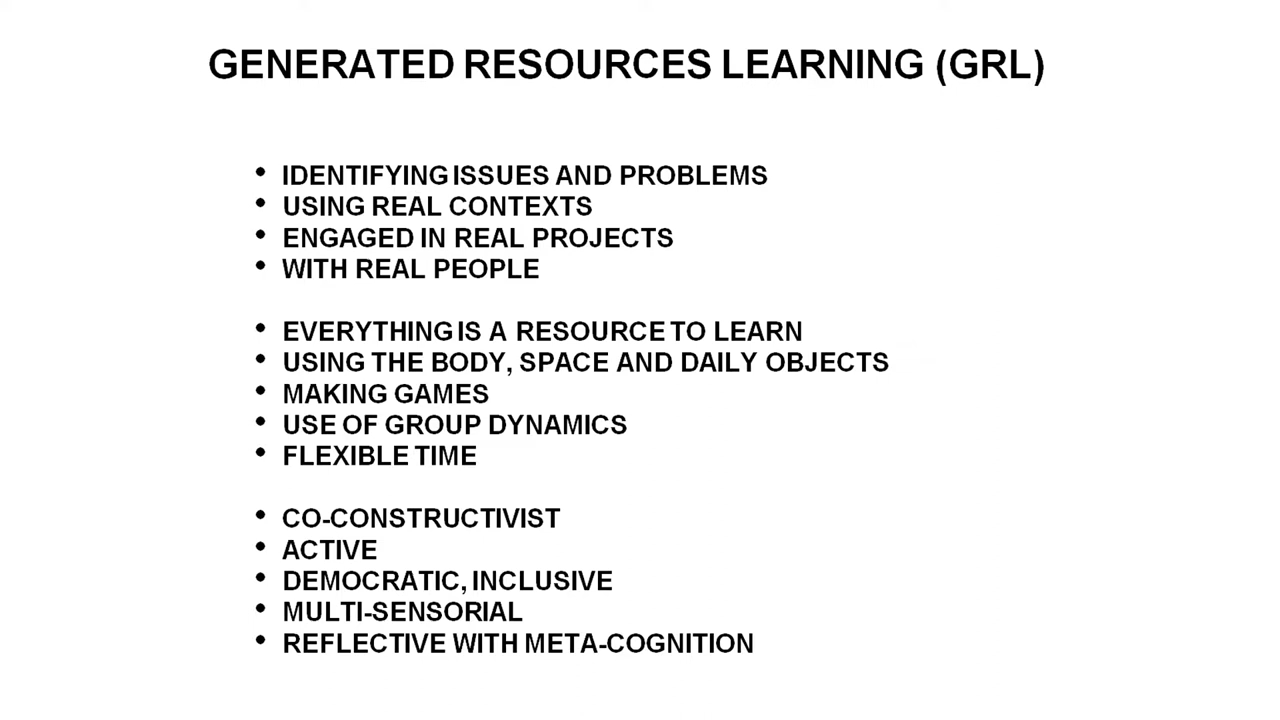 GENERATED RESOURCES LEARNING (GRL)
• IDENTIFYING ISSUES AND PROBLEMS
• USING REAL CONTEXTS
• ENGAGED IN REAL PROJECTS
• WITH REAL PEOPLE
• EVERYTHING IS A RESOURCE TO LEARN
• USING THE BODY, SPACE AND DAILY OBJECTS
• MAKING GAMES
• USE OF GROUP DYNAMICS
• FLEXIBLE TIME
• CO-CONSTRUCTIVIST
• ACTIVE
• DEMOCRATIC, INCLUSIVE
• MULTI-SENSORIAL
• REFLECTIVE WITH META-COGNITION